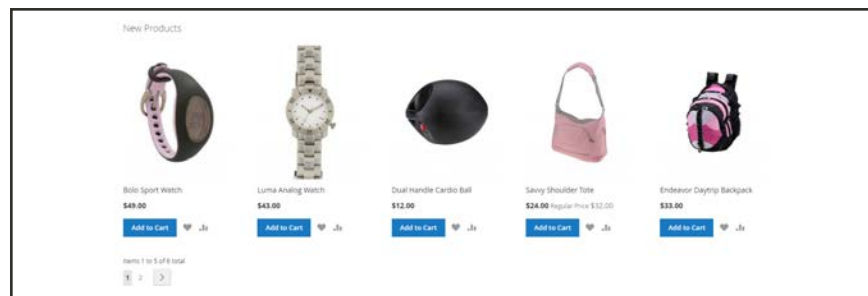 New Products
Bolo Sport Watch
$49.00
Add to Cart
Luma Analog Watch
$43.00
Add to Cart
Dual Handle Cardio Ball
$12.00
Add to Cart
Savvy Shoulder Tote
$24.00 Regular Price $32.00
Add to Cart
Endeavor Daytrip Backpack
$33.00
Add to Cart
Items 1 to 5 of 8 total
1 2 >